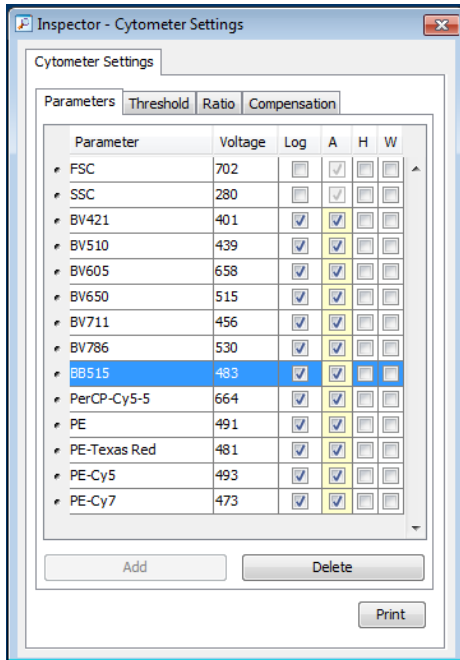 Inspector - Cytometer Settings
Cytometer Settings
Parameters Threshold Ratio Compensation
Parameter Voltage Log A H W
FSC 702
SSC 280
BV421 401
BV510 439
BV605 658
BV650 515
BV711 456
BV786 530
BB515 483
PerCP-Cy5-5 664
PE 491
PE-Texas Red 481
PE-Cy5 493
PE-Cy7 473
Add Delete
Print